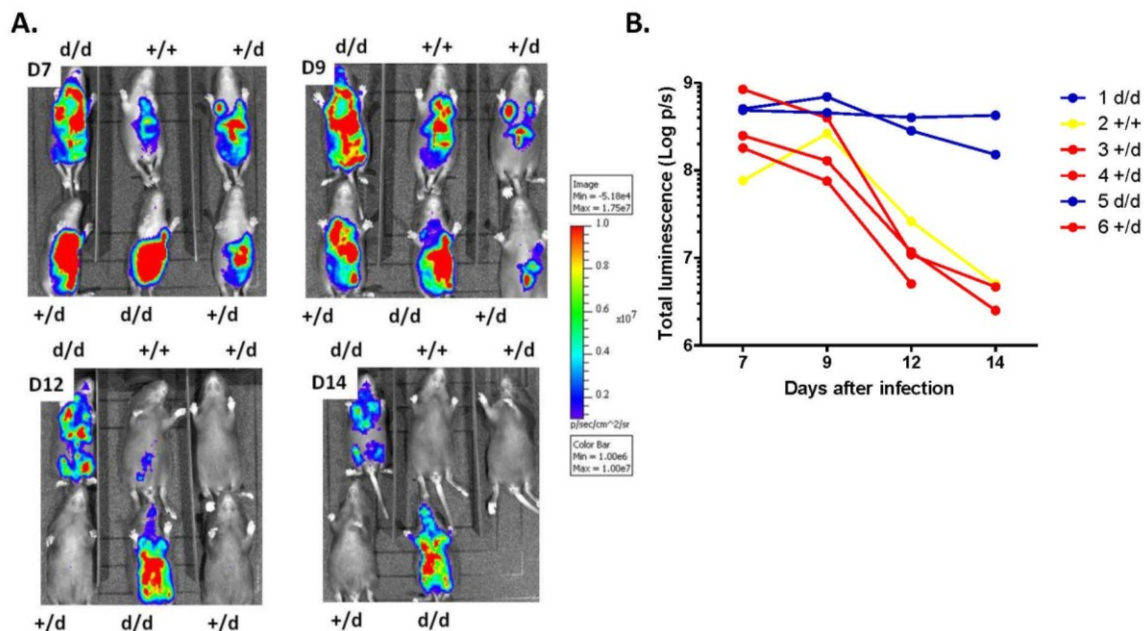 A.
d/d +/+ +/d
D7
+/d d/d +/d
d/d +/+ +/d
D9
+/d d/d +/d
d/d +/+ +/d
D12
+/d d/d +/d
d/d +/+ +/d
D14
+/d d/d
Image
Min = -5.18e4
Max = 1.75e7
1.0
0.8
0.6
x10^7
0.4
0.2
p/sec/cm^2/sr
Color Bar
Min = 1.00e6
Max = 1.00e7
B.
Total luminescence (Log p/s)
9
8
7
6
7 9 12 14
Days after infection
1 d/d
2 +/+
3 +/d
4 +/d
5 d/d
6 +/d